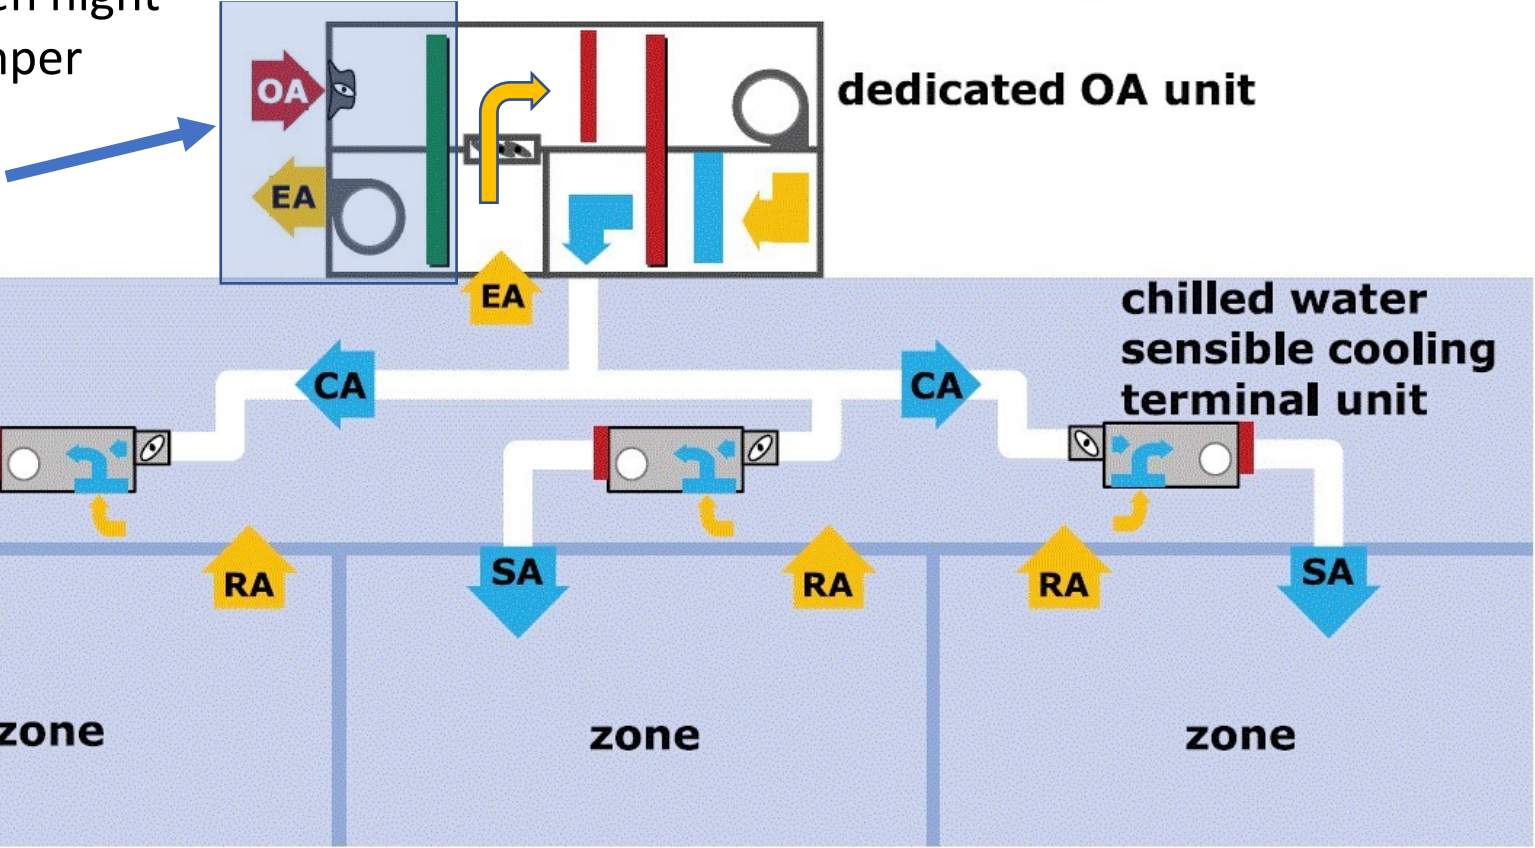 night
OA
dedicated OA unit
EA
EA
chilled water
sensible cooling
terminal unit
CA
CA
SA
SA
RA
RA
RA
zone
zone
zone